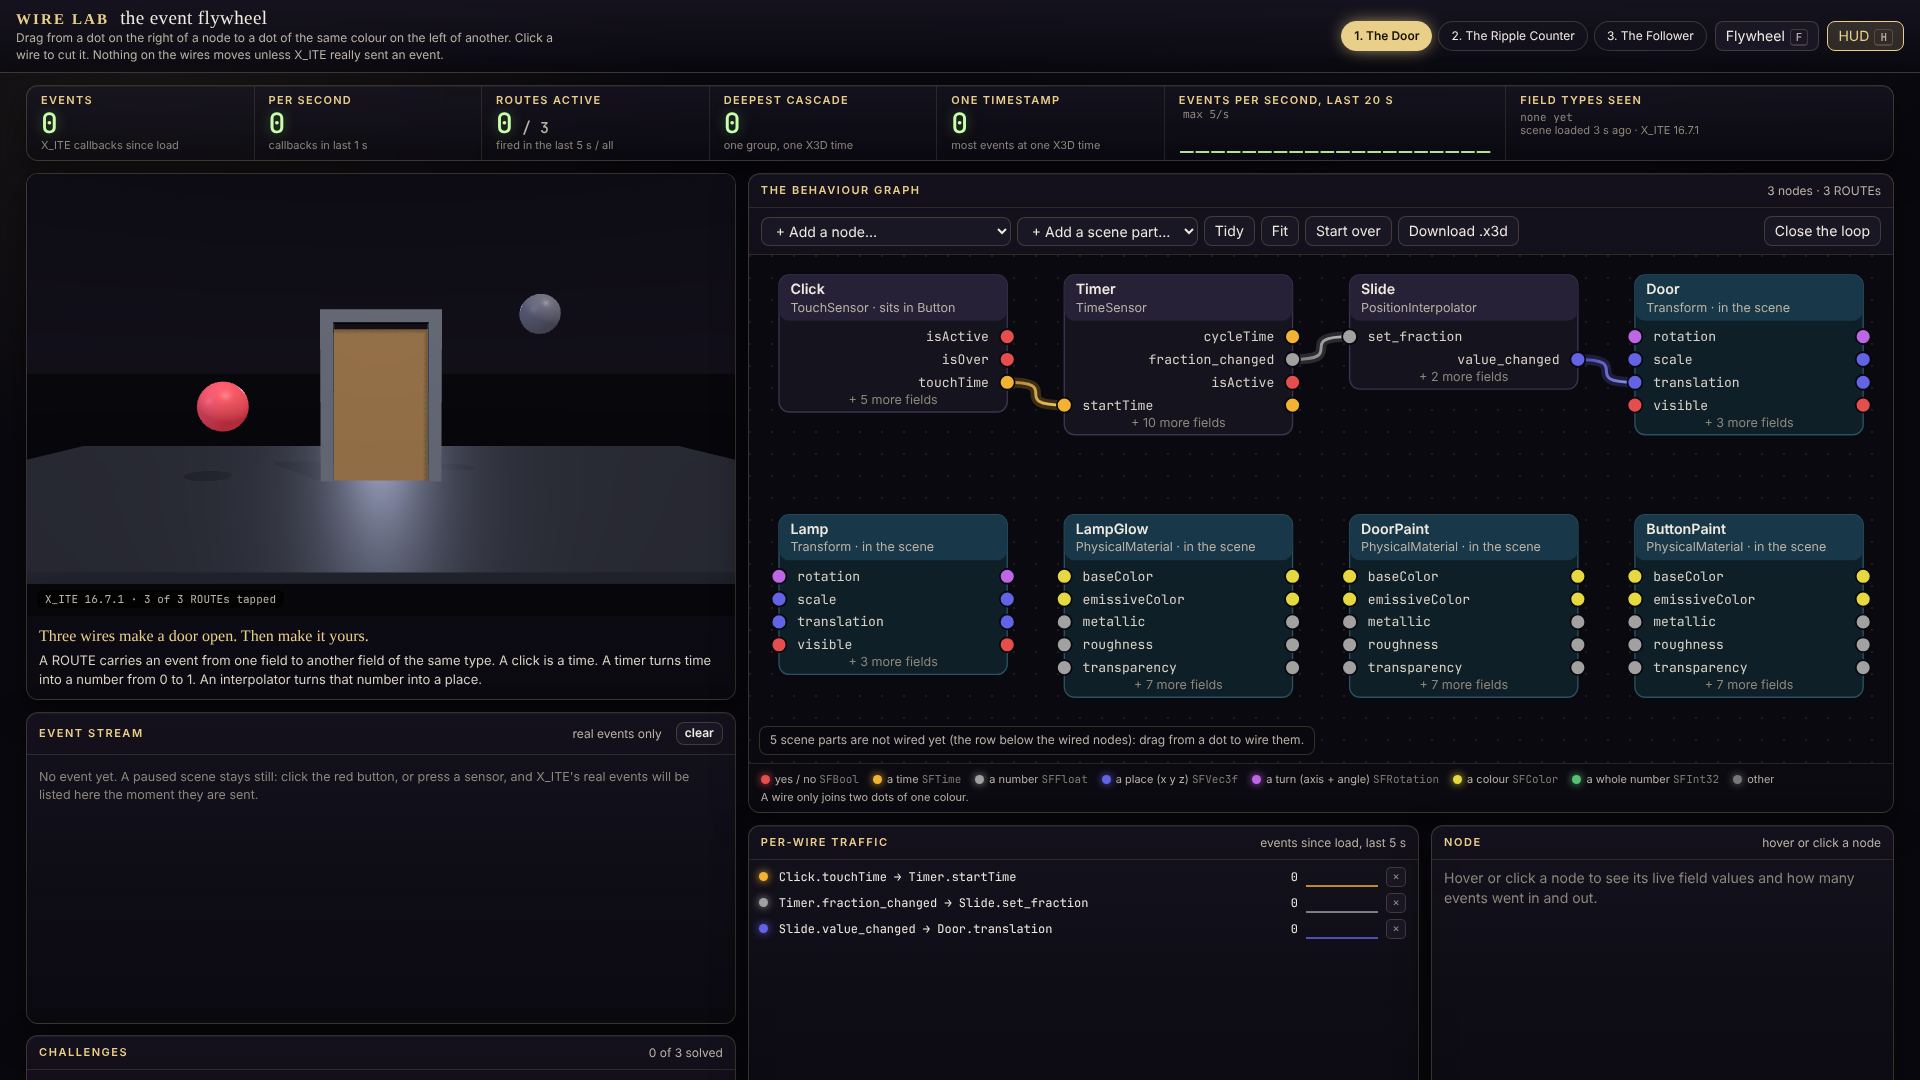 WIRE LAB the event flywheel
Drag from a dot on the right of a node to a dot of the same colour on the left of another. Click a
wire to cut it. Nothing on the wires moves unless X_ITE really sent an event.
1. The Door
2. The Ripple Counter
3. The Follower
Flywheel F
HUD H
EVENTS
0
X_ITE callbacks since load
PER SECOND
0
callbacks in last 1 s
ROUTES ACTIVE
0 / 3
fired in the last 5 s / all
DEEPEST CASCADE
0
one group, one X3D time
ONE TIMESTAMP
0
most events at one X3D time
EVENTS PER SECOND, LAST 20 S
max 5/s
FIELD TYPES SEEN
none yet
scene loaded 3 s ago · X_ITE 16.7.1
X_ITE 16.7.1 · 3 of 3 ROUTEs tapped
Three wires make a door open. Then make it yours.
A ROUTE carries an event from one field to another field of the same type. A click is a time. A timer turns time
into a number from 0 to 1. An interpolator turns that number into a place.
EVENT STREAM
real events only
clear
No event yet. A paused scene stays still: click the red button, or press a sensor, and X_ITE's real events will be
listed here the moment they are sent.
CHALLENGES
0 of 3 solved
THE BEHAVIOUR GRAPH
3 nodes · 3 ROUTEs
+ Add a node...
+ Add a scene part...
Tidy
Fit
Start over
Download .x3d
Close the loop
Click
TouchSensor · sits in Button
isActive
isOver
touchTime
+ 5 more fields
Timer
TimeSensor
cycleTime
fraction_changed
isActive
startTime
+ 10 more fields
Slide
PositionInterpolator
set_fraction
value_changed
+ 2 more fields
Door
Transform · in the scene
rotation
scale
translation
visible
+ 3 more fields
Lamp
Transform · in the scene
rotation
scale
translation
visible
+ 3 more fields
LampGlow
PhysicalMaterial · in the scene
baseColor
emissiveColor
metallic
roughness
transparency
+ 7 more fields
DoorPaint
PhysicalMaterial · in the scene
baseColor
emissiveColor
metallic
roughness
transparency
+ 7 more fields
ButtonPaint
PhysicalMaterial · in the scene
baseColor
emissiveColor
metallic
roughness
transparency
+ 7 more fields
5 scene parts are not wired yet (the row below the wired nodes): drag from a dot to wire them.
yes / no SFBool a time SFTime a number SFFloat a place (x y z) SFVec3f a turn (axis + angle) SFRotation a colour SFColor a whole number SFInt32 other
A wire only joins two dots of one colour.
PER-WIRE TRAFFIC
events since load, last 5 s
Click.touchTime → Timer.startTime 0 ×
Timer.fraction_changed → Slide.set_fraction 0 ×
Slide.value_changed → Door.translation 0 ×
NODE
hover or click a node
Hover or click a node to see its live field values and how many
events went in and out.